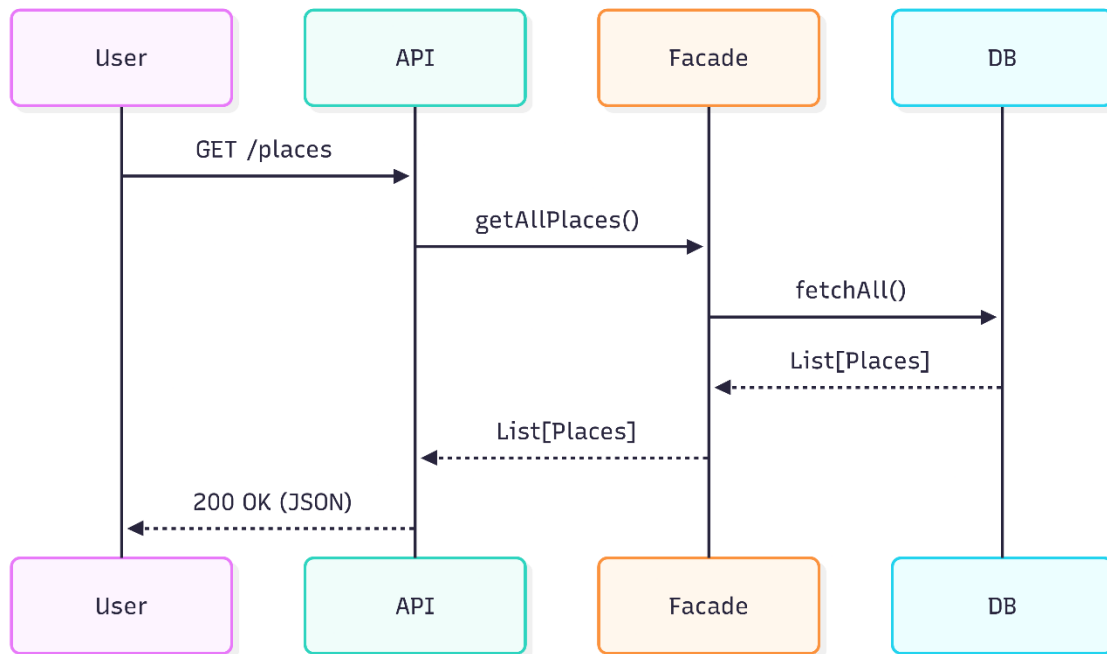 User
API
Facade
DB
GET /places
getAllPlaces()
fetchAll()
List[Places]
List[Places]
200 OK (JSON)
User
API
Facade
DB